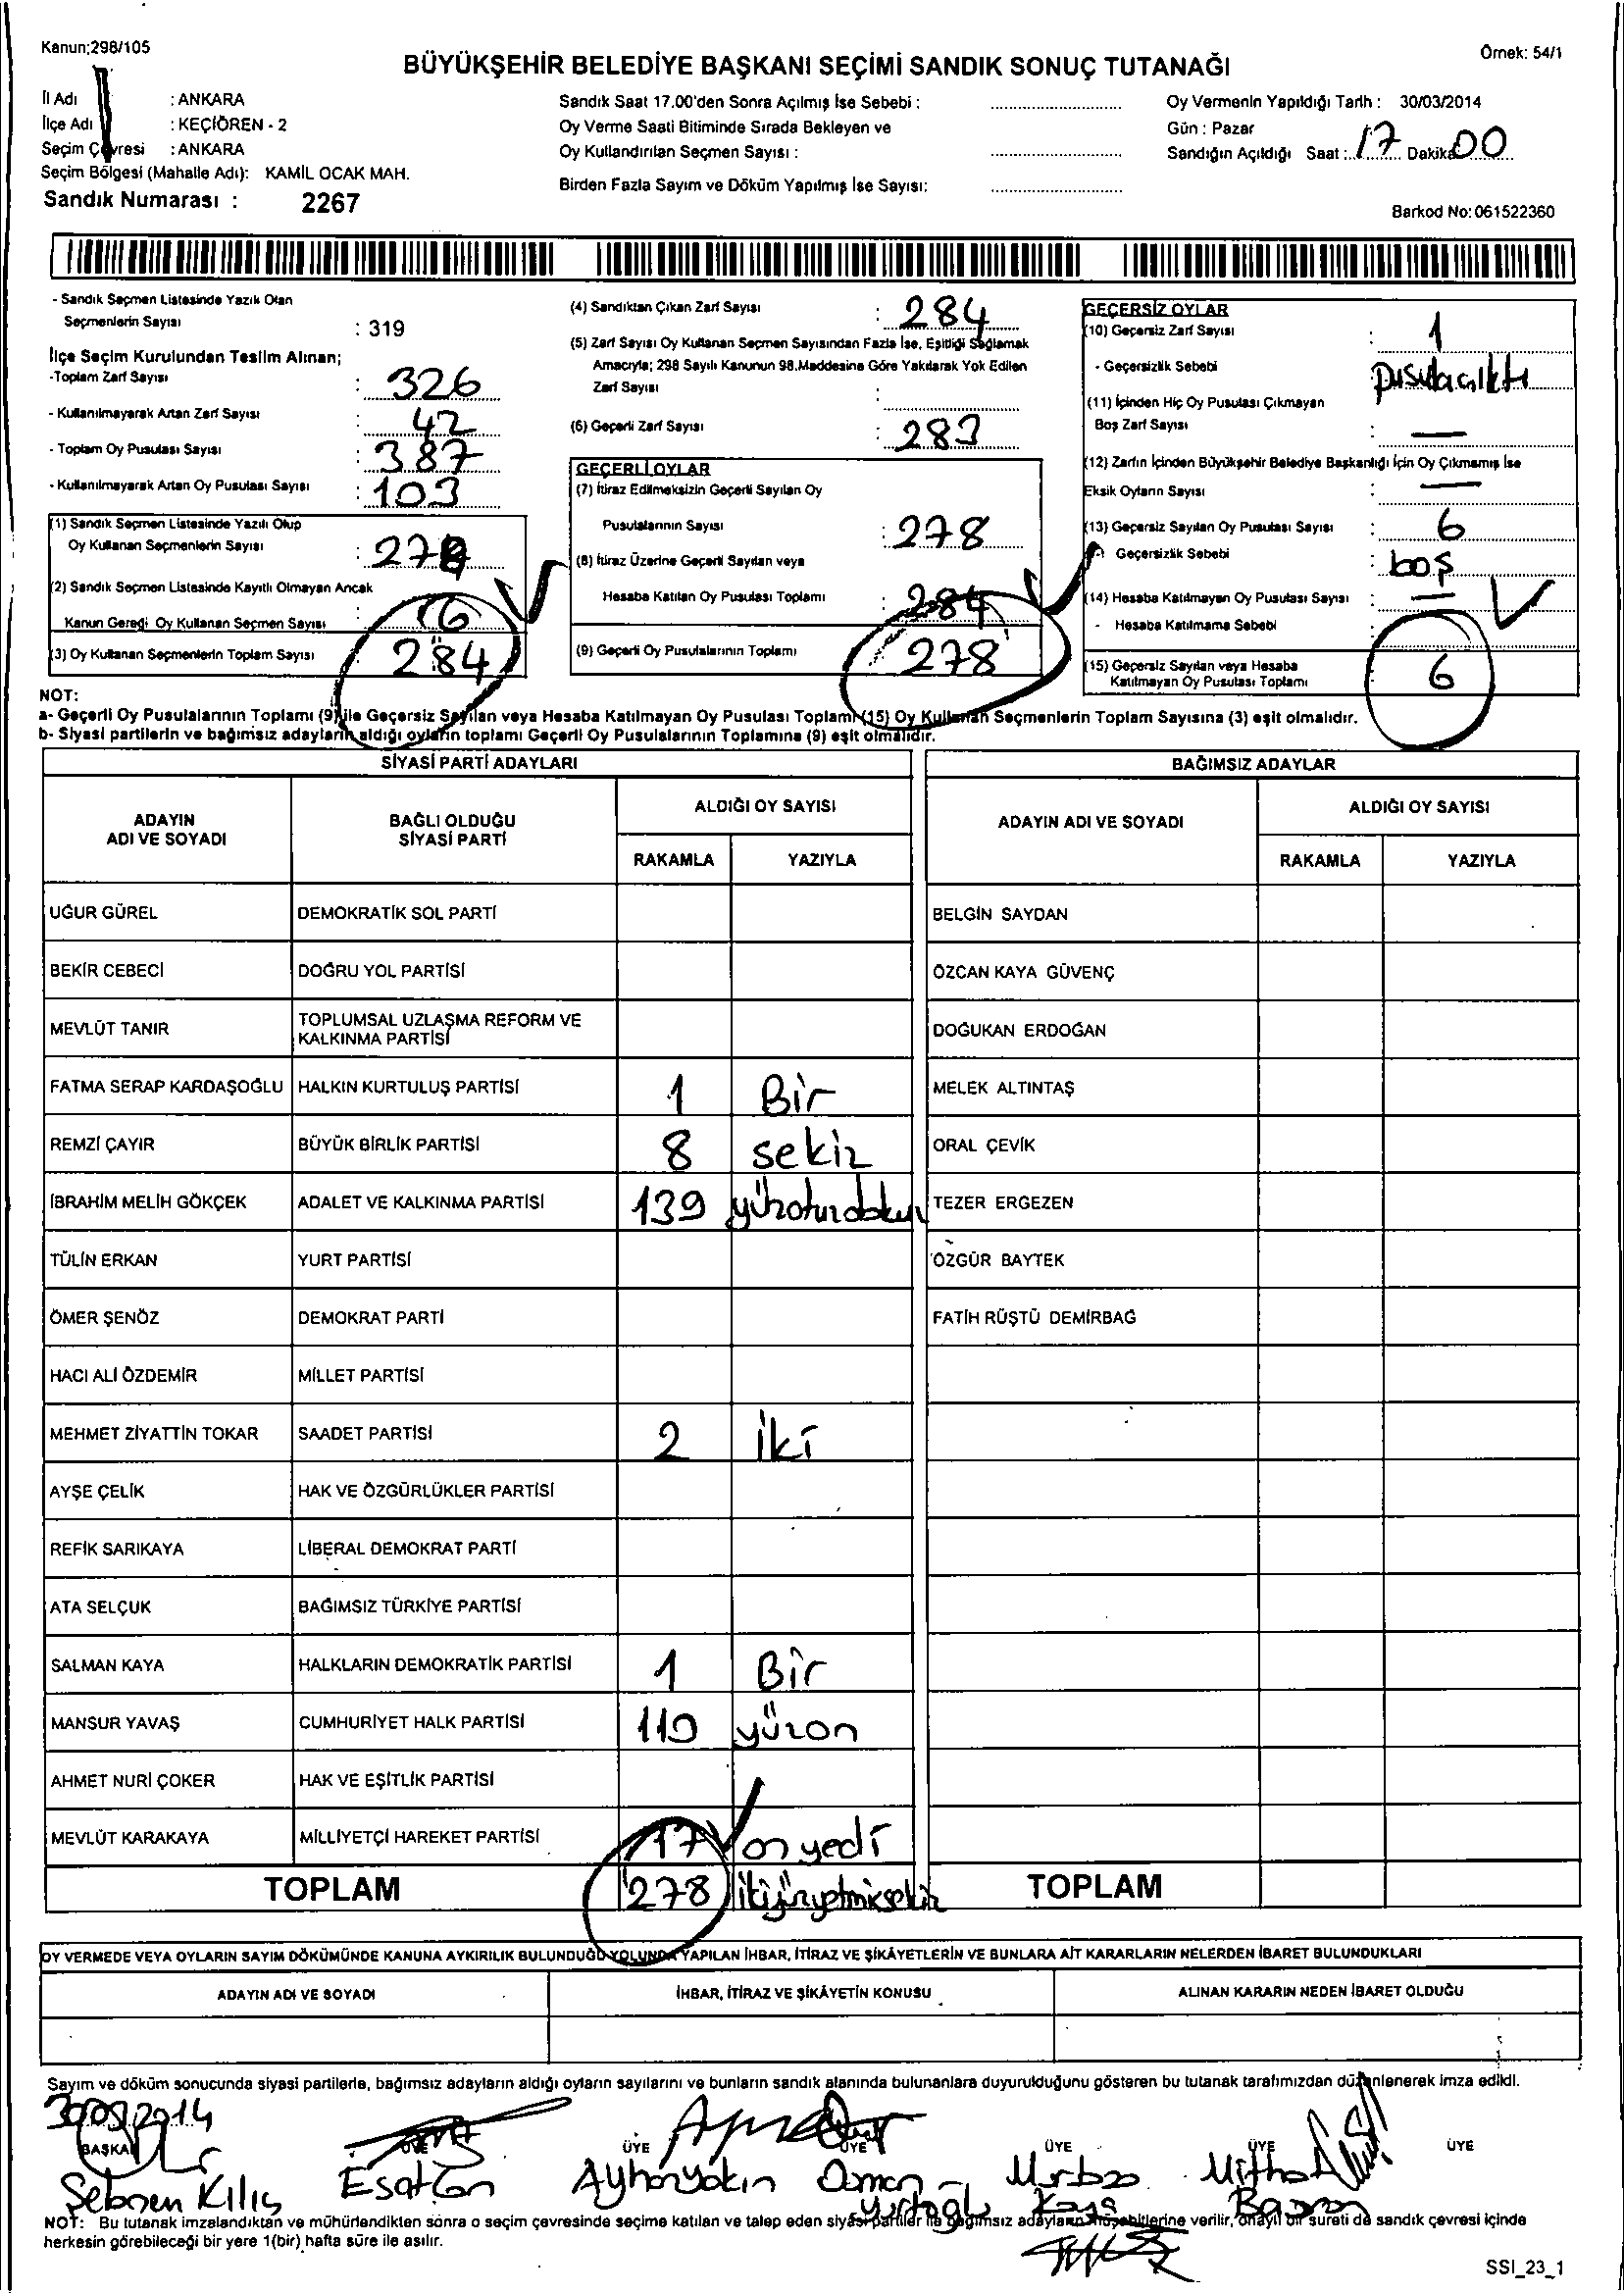 Kanun;298/105
Örnek: 54/1
BÜYÜKŞEHİR BELEDİYE BAŞKANI SEÇİMİ SANDIK SONUÇ TUTANAĞI
İl Adı : ANKARA
İlçe Adı : KEÇİÖREN - 2
Seçim Çevresi : ANKARA
Seçim Bölgesi (Mahalle Adı): KAMİL OCAK MAH.
Sandık Numarası : 2267
Sandık Saat 17.00'den Sonra Açılmış İse Sebebi :
Oy Verme Saati Bitiminde Sırada Bekleyen ve
Oy Kullandırılan Seçmen Sayısı :
Birden Fazla Sayım ve Döküm Yapılmış İse Sayısı:
Oy Vermenin Yapıldığı Tarih : 30/03/2014
Gün : Pazar
Sandığın Açıldığı Saat : 17 Dakika 00
Barkod No: 061522360
- Sandık Seçmen Listesinde Yazılı Olan
Seçmenlerin Sayısı : 319
İlçe Seçim Kurulundan Teslim Alınan;
-Toplam Zarf Sayısı : 326
- Kullanılmayarak Artan Zarf Sayısı : 42
- Toplam Oy Pusulası Sayısı : 387
- Kullanılmayarak Artan Oy Pusulası Sayısı : 103
(1) Sandık Seçmen Listesinde Yazılı Olup
Oy Kullanan Seçmenlerin Sayısı : 278
(2) Sandık Seçmen Listesinde Kayıtlı Olmayan Ancak
Kanun Gereği Oy Kullanan Seçmen Sayısı : 6
(3) Oy Kullanan Seçmenlerin Toplam Sayısı : 284
(4) Sandıktan Çıkan Zarf Sayısı : 284
(5) Zarf Sayısı Oy Kullanan Seçmen Sayısından Fazla İse, Eşitliği Sağlamak
Amacıyla; 298 Sayılı Kanunun 98.Maddesine Göre Yakılarak Yok Edilen
Zarf Sayısı :
(6) Geçerli Zarf Sayısı : 283
GEÇERLİ OYLAR
(7) İtiraz Edilmeksizin Geçerli Sayılan Oy
Pusulalarının Sayısı : 278
(8) İtiraz Üzerine Geçerli Sayılan veya
Hesaba Katılan Oy Pusulası Toplamı : 284
(9) Geçerli Oy Pusulalarının Toplamı 278
GEÇERSİZ OYLAR
(10) Geçersiz Zarf Sayısı : 1
- Geçersizlik Sebebi pusula çıktı
(11) İçinden Hiç Oy Pusulası Çıkmayan
Boş Zarf Sayısı : —
(12) Zarfın İçinden Büyükşehir Belediye Başkanlığı İçin Oy Çıkmamış İse
Eksik Oyların Sayısı : —
(13) Geçersiz Sayılan Oy Pusulası Sayısı : 6
- Geçersizlik Sebebi : boş
(14) Hesaba Katılmayan Oy Pusulası Sayısı : —
- Hesaba Katılmama Sebebi
(15) Geçersiz Sayılan veya Hesaba
Katılmayan Oy Pusulası Toplamı : 6
NOT:
a- Geçerli Oy Pusulalarının Toplamı (9) ile Geçersiz Sayılan veya Hesaba Katılmayan Oy Pusulası Toplamı (15) Oy Kullanan Seçmenlerin Toplam Sayısına (3) eşit olmalıdır.
b- Siyasi partilerin ve bağımsız adayların aldığı oyların toplamı Geçerli Oy Pusulalarının Toplamına (9) eşit olmalıdır.
SİYASİ PARTİ ADAYLARI
ADAYIN ADI VE SOYADI
BAĞLI OLDUĞU SİYASİ PARTİ
ALDIĞI OY SAYISI
RAKAMLA YAZIYLA
UĞUR GÜREL DEMOKRATİK SOL PARTİ
BEKİR CEBECİ DOĞRU YOL PARTİSİ
MEVLÜT TANIR TOPLUMSAL UZLAŞMA REFORM VE
KALKINMA PARTİSİ
FATMA SERAP KARDAŞOĞLU HALKIN KURTULUŞ PARTİSİ 1 Bir
REMZİ ÇAYIR BÜYÜK BİRLİK PARTİSİ 8 sekiz
İBRAHİM MELİH GÖKÇEK ADALET VE KALKINMA PARTİSİ 139 yüzotuzdokuz
TÜLİN ERKAN YURT PARTİSİ
ÖMER ŞENÖZ DEMOKRAT PARTİ
HACI ALİ ÖZDEMİR MİLLET PARTİSİ
MEHMET ZİYATTİN TOKAR SAADET PARTİSİ 2 iki
AYŞE ÇELİK HAK VE ÖZGÜRLÜKLER PARTİSİ
REFİK SARIKAYA LİBERAL DEMOKRAT PARTİ
ATA SELÇUK BAĞIMSIZ TÜRKİYE PARTİSİ
SALMAN KAYA HALKLARIN DEMOKRATİK PARTİSİ 1 Bir
MANSUR YAVAŞ CUMHURİYET HALK PARTİSİ 110 yüzon
AHMET NURİ ÇOKER HAK VE EŞİTLİK PARTİSİ
MEVLÜT KARAKAYA MİLLİYETÇİ HAREKET PARTİSİ 17 on yedi
TOPLAM 278 ikiyüzyetmişsekiz
BAĞIMSIZ ADAYLAR
ADAYIN ADI VE SOYADI
ALDIĞI OY SAYISI
RAKAMLA YAZIYLA
BELGİN SAYDAN
ÖZCAN KAYA GÜVENÇ
DOĞUKAN ERDOĞAN
MELEK ALTINTAŞ
ORAL ÇEVİK
TEZER ERGEZEN
ÖZGÜR BAYTEK
FATİH RÜŞTÜ DEMİRBAĞ
TOPLAM
OY VERMEDE VEYA OYLARIN SAYIM DÖKÜMÜNDE KANUNA AYKIRILIK BULUNDUĞU YOLUNDA YAPILAN İHBAR, İTİRAZ VE ŞİKÂYETLERİN VE BUNLARA AİT KARARLARIN NELERDEN İBARET BULUNDUKLARI
ADAYIN ADI VE SOYADI İHBAR, İTİRAZ VE ŞİKÂYETİN KONUSU ALINAN KARARIN NEDEN İBARET OLDUĞU
Sayım ve döküm sonucunda siyasi partilerle, bağımsız adayların aldığı oyların sayılarını ve bunların sandık alanında bulunanlara duyurulduğunu gösteren bu tutanak tarafımızdan düzenlenerek imza edildi.
30/03/2014
BAŞKAN ÜYE ÜYE ÜYE ÜYE ÜYE ÜYE
Şebnem Kılıç Esat Can Ayhan Yakın Osman Yurtoğlu Kaya Mithat
NOT: Bu tutanak imzalandıktan ve mühürlendikten sonra o seçim çevresinde seçime katılan ve talep eden siyasi partiler ile bağımsız adayların müşahitlerine verilir, onaylı bir sureti de sandık çevresi içinde
herkesin görebileceği bir yere 1(bir) hafta süre ile asılır.
SSI_23_1